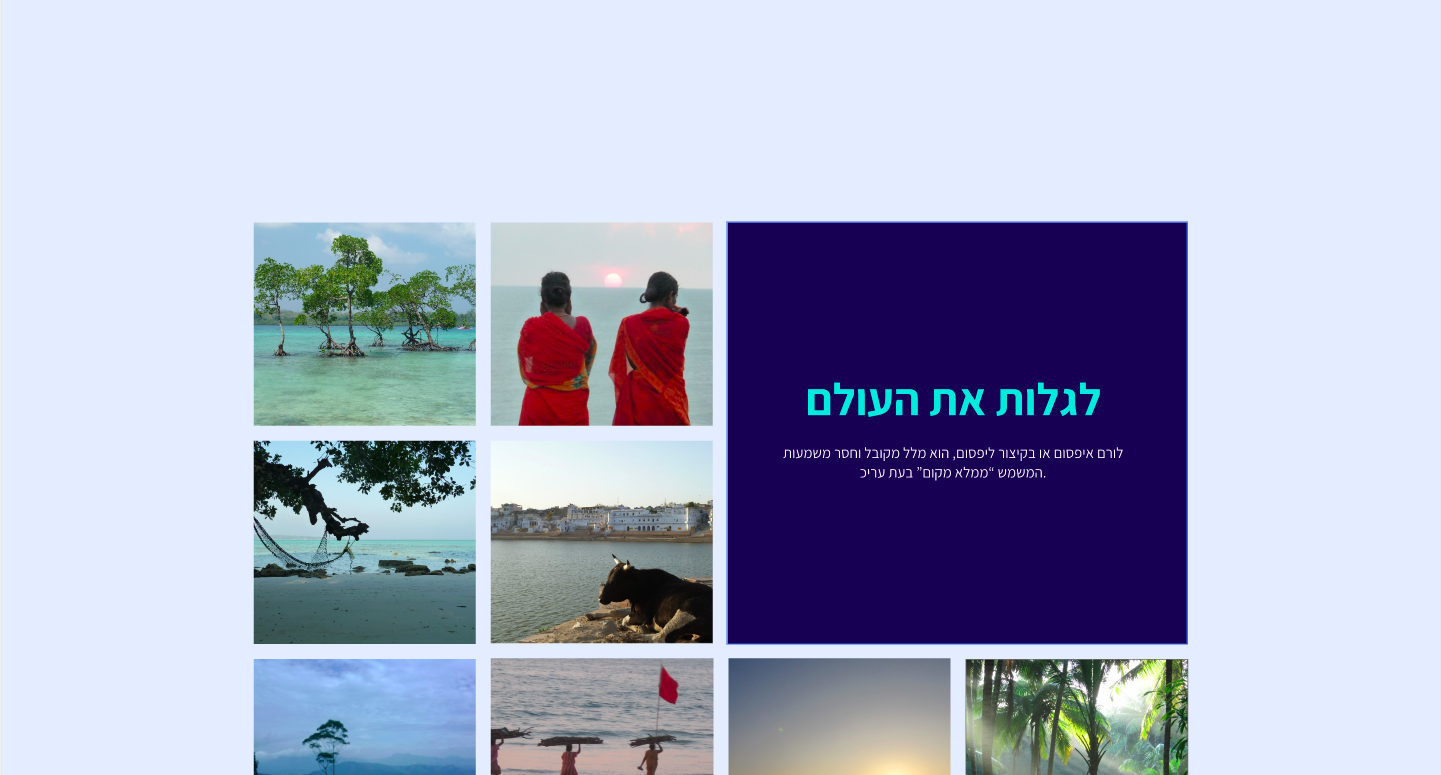 לגלות את העולם
לורם איפסום או בקיצור ליפסום, הוא מלל מקובל וחסר משמעות
המשמש “ממלא מקום” בעת עריכ.